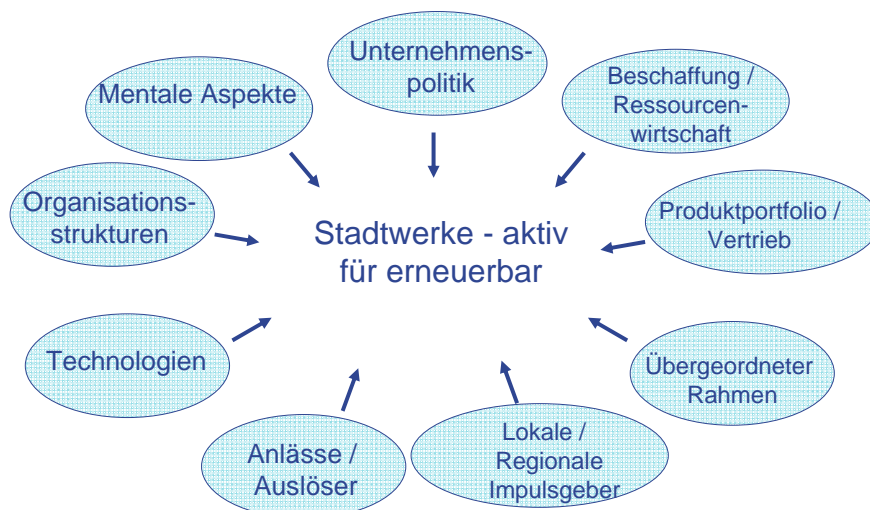 Unternehmens-
politik
Mentale Aspekte
Beschaffung /
Ressourcen-
wirtschaft
Organisations-
strukturen
Produktportfolio /
Vertrieb
Stadtwerke - aktiv
für erneuerbar
Technologien
Übergeordneter
Rahmen
Anlässe /
Auslöser
Lokale /
Regionale
Impulsgeber